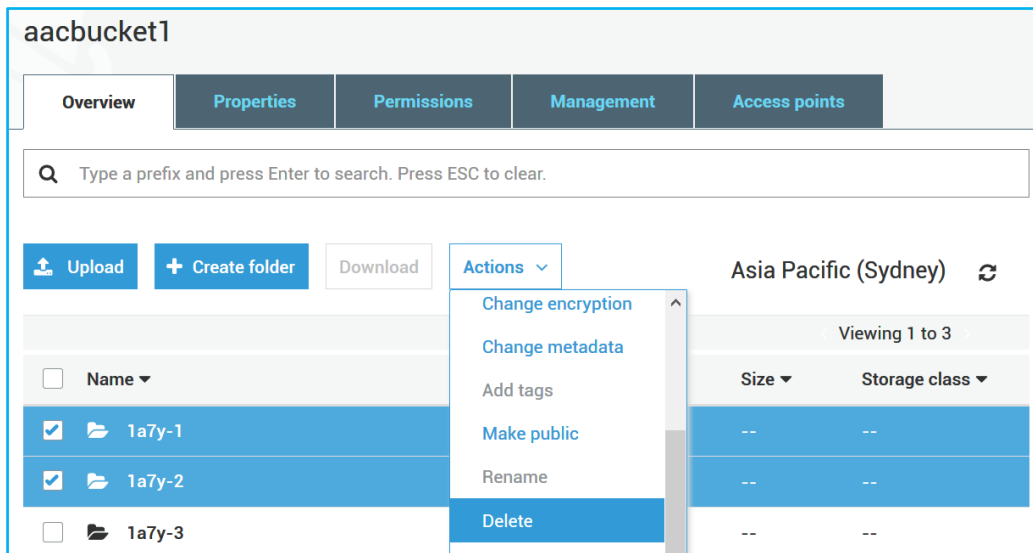 aacbucket1
Overview Properties Permissions Management Access points
Type a prefix and press Enter to search. Press ESC to clear.
Upload + Create folder Download Actions Asia Pacific (Sydney)
Change encryption
Viewing 1 to 3
Change metadata
Name Size Storage class
Add tags
1a7y-1 -- --
Make public
1a7y-2 -- --
Rename
Delete
1a7y-3 -- --